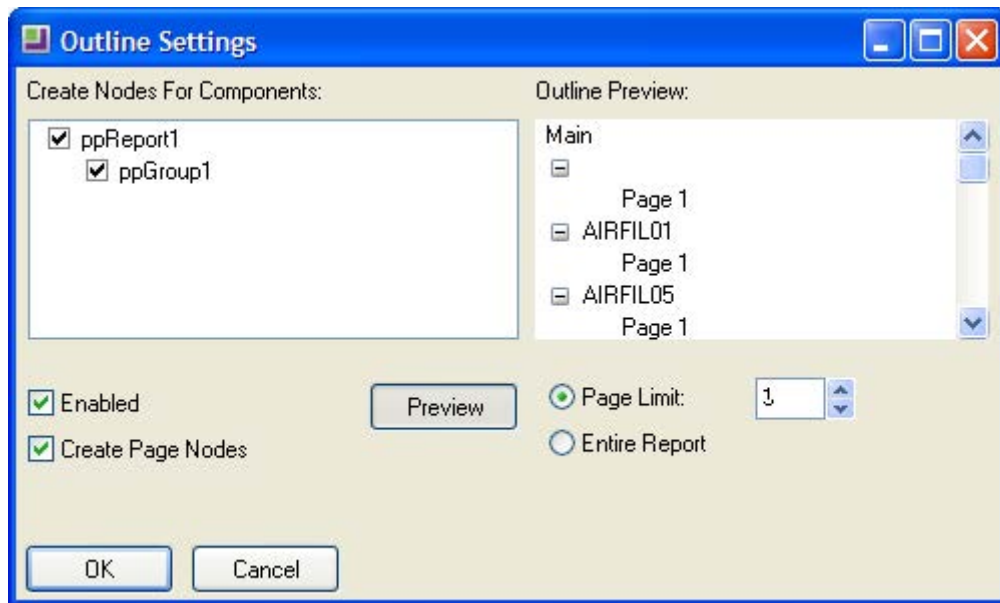 Outline Settings
Create Nodes For Components:
ppReport1
ppGroup1
Outline Preview:
Main
Page 1
AIRFIL01
Page 1
AIRFIL05
Page 1
Enabled
Create Page Nodes
Preview
Page Limit:
1
Entire Report
OK
Cancel